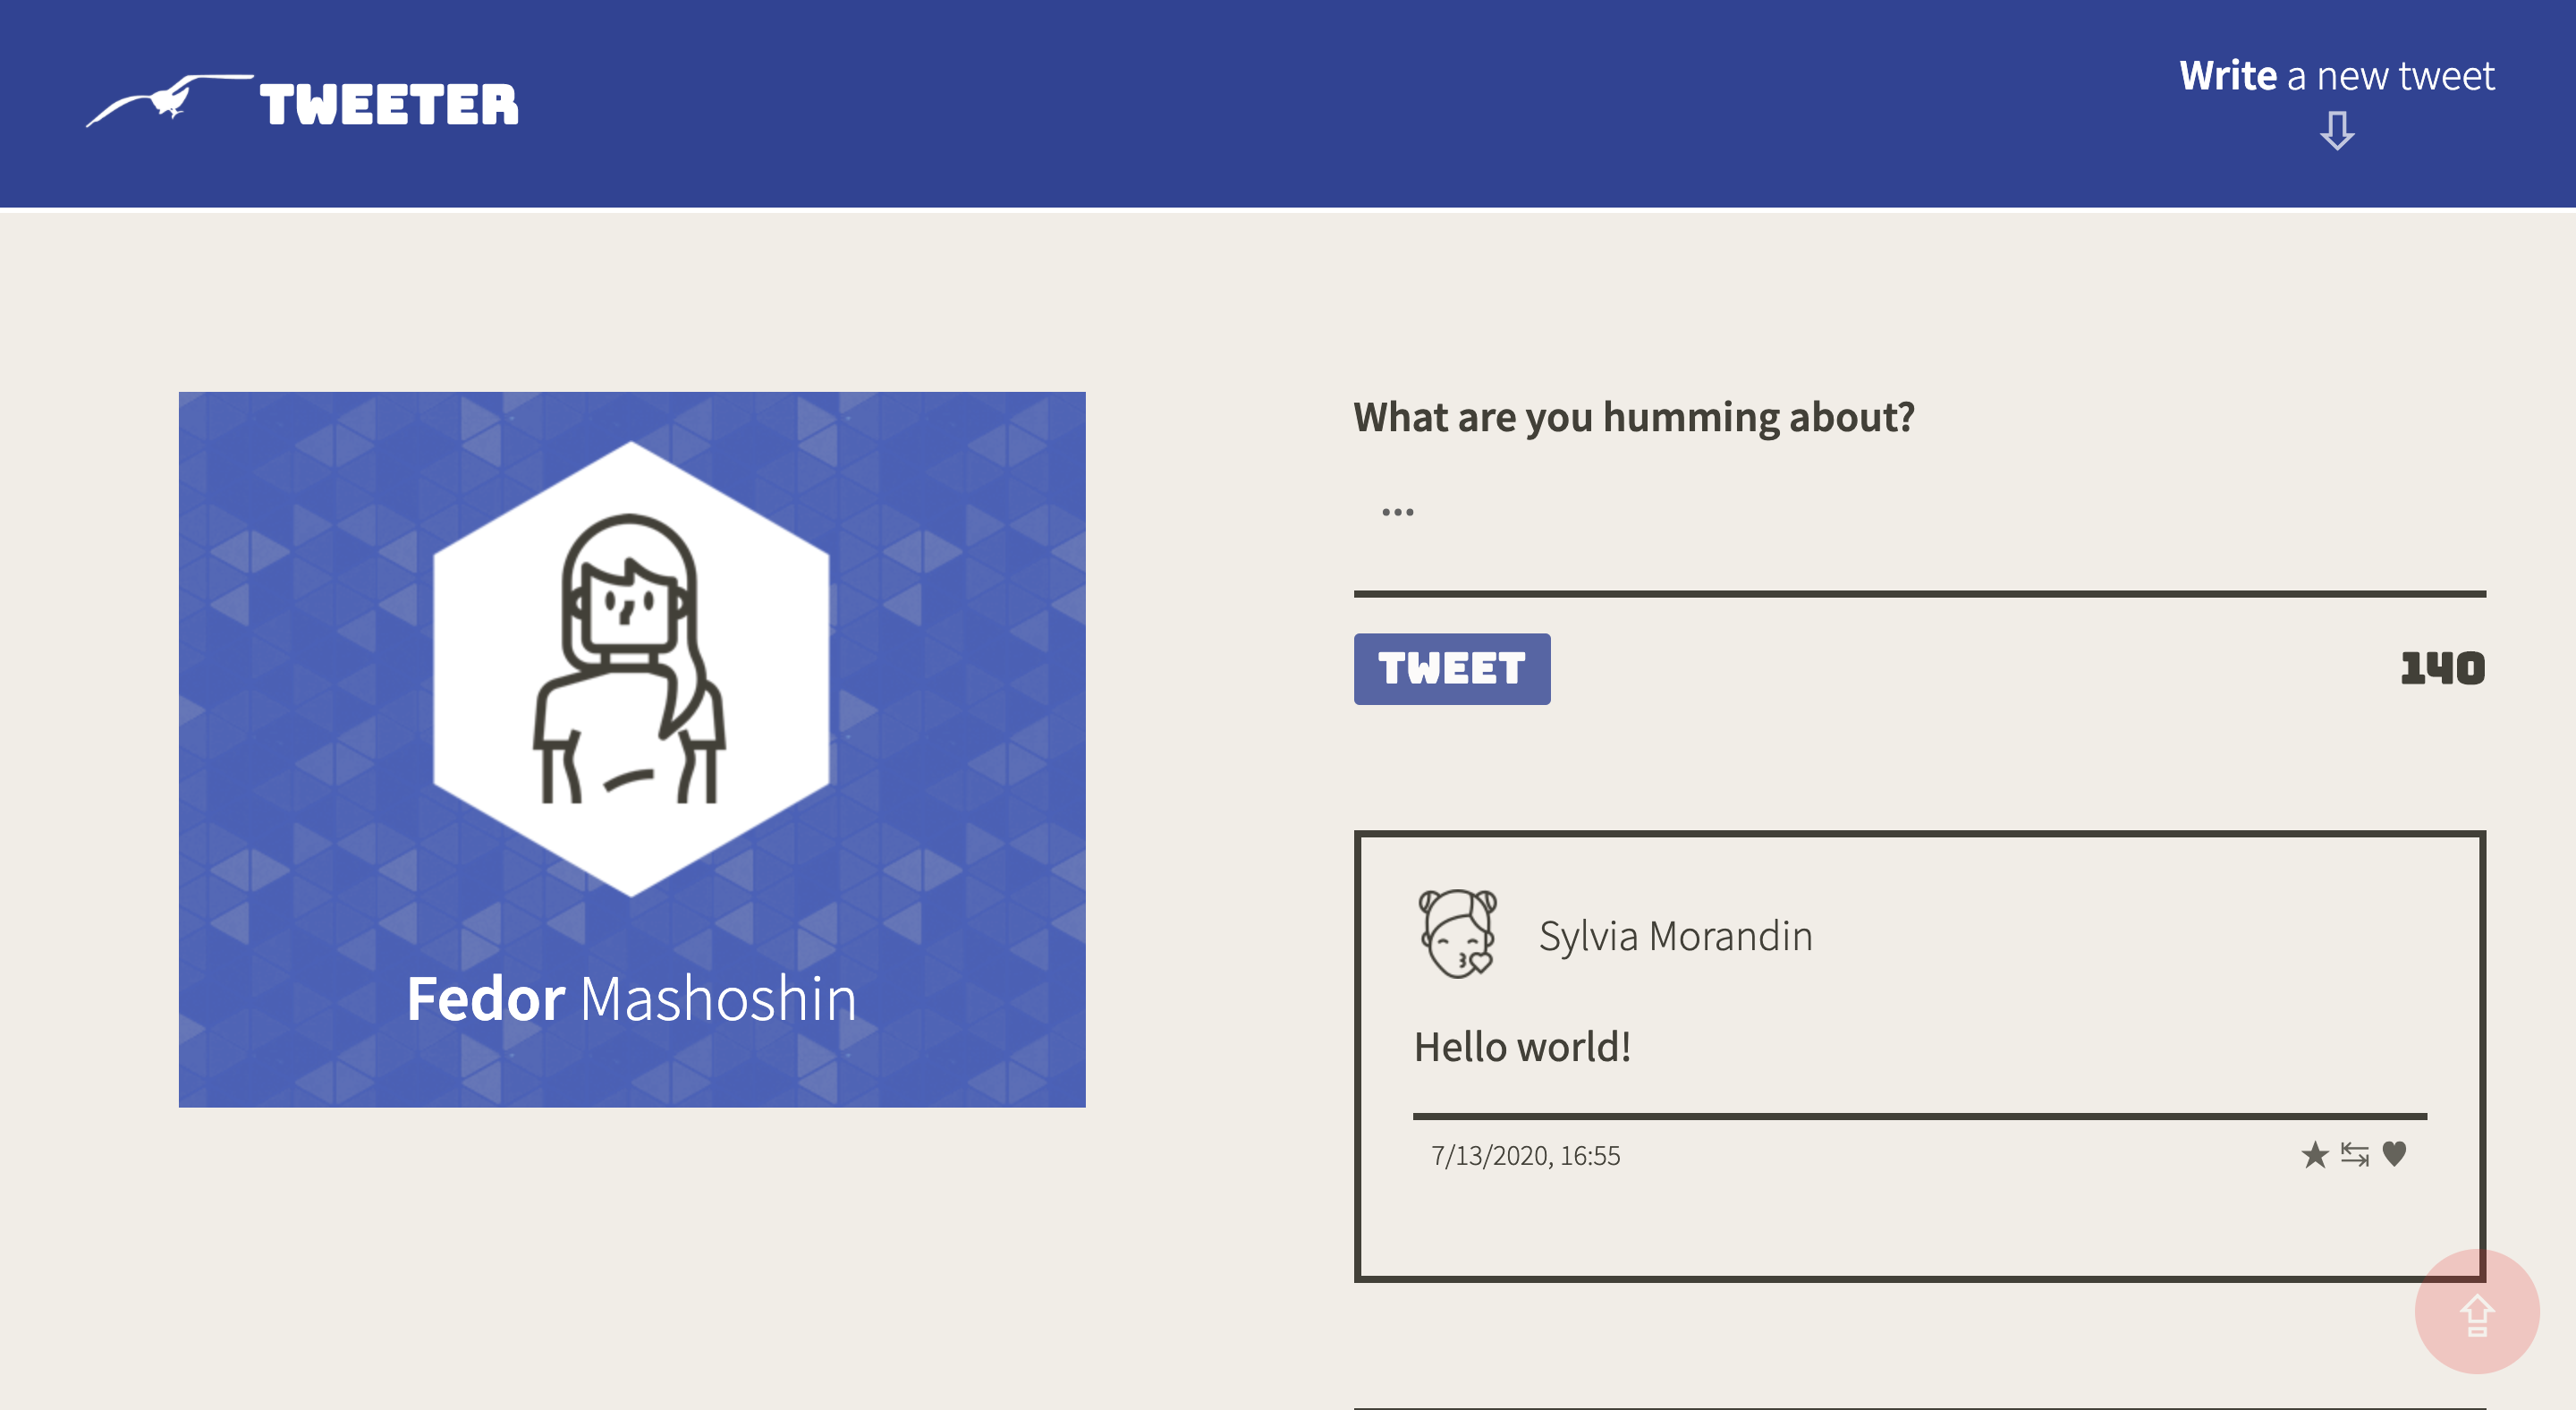 TWEETER
Write a new tweet
Fedor Mashoshin
What are you humming about?
...
TWEET
140
Sylvia Morandin
Hello world!
7/13/2020, 16:55